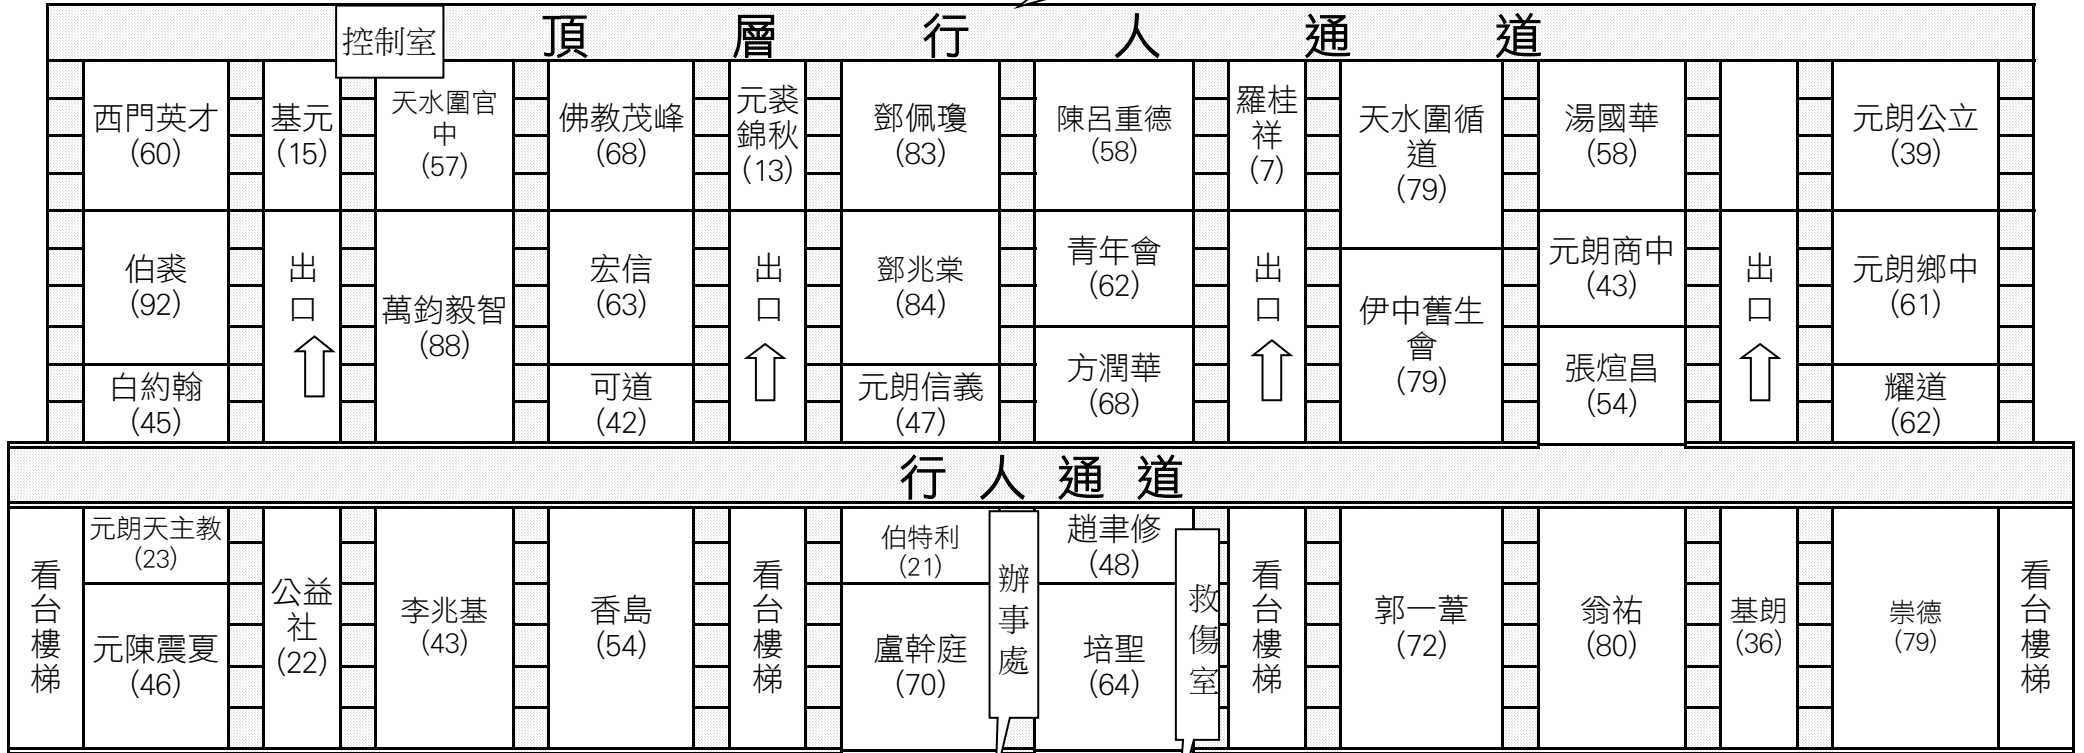 頂層行人通道
控制室
西門英才
(60)
基元
(15)
天水圍官
中
(57)
佛教茂峰
(68)
元裘
錦秋
(13)
鄧佩瓊
(83)
陳呂重德
(58)
羅桂
祥
(7)
天水圍循
道
(79)
湯國華
(58)
元朗公立
(39)
伯裘
(92)
出
口
萬鈞毅智
(88)
宏信
(63)
出
口
鄧兆棠
(84)
青年會
(62)
出
口
伊中舊生
會
(79)
元朗商中
(43)
出
口
元朗鄉中
(61)
白約翰
(45)
可道
(42)
元朗信義
(47)
方潤華
(68)
張煊昌
(54)
耀道
(62)
行人通道
看
台
樓
梯
元朗天主教
(23)
元陳震夏
(46)
公益
社
(22)
李兆基
(43)
香島
(54)
看
台
樓
梯
伯特利
(21)
盧幹庭
(70)
辦
事
處
趙聿修
(48)
培聖
(64)
救
傷
室
看
台
樓
梯
郭一葦
(72)
翁祐
(80)
基朗
(36)
崇德
(79)
看
台
樓
梯